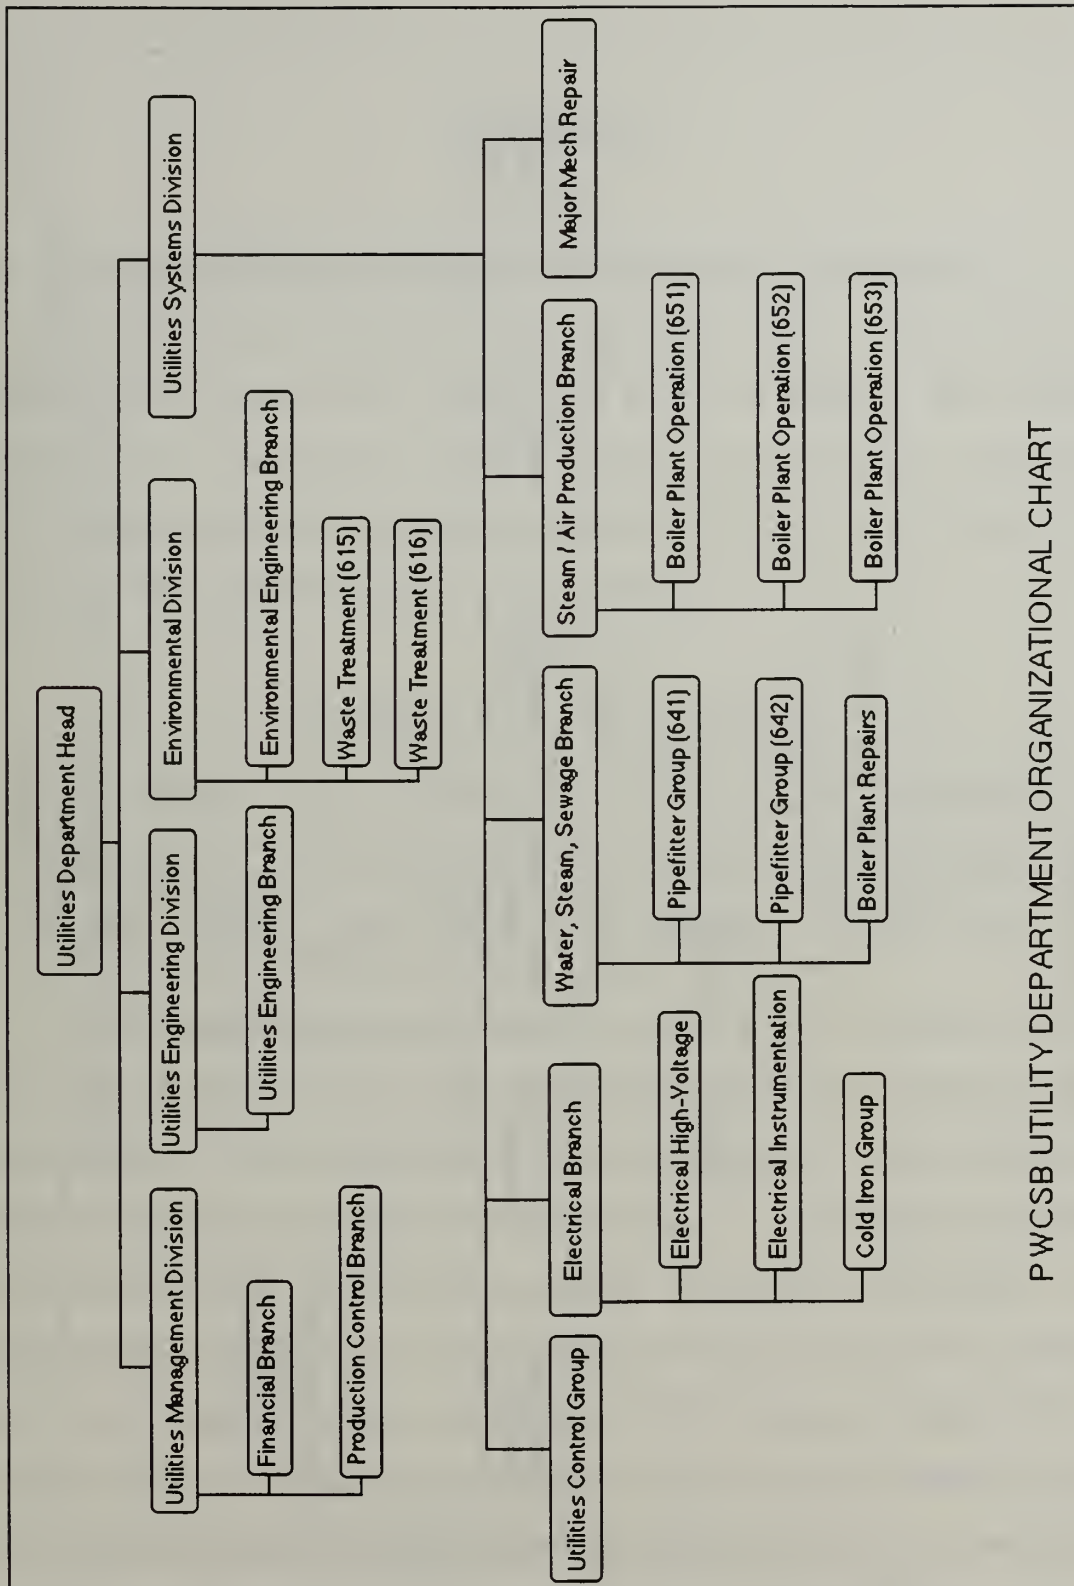 Utilities Department Head
Utilities Management Division
Financial Branch
Production Control Branch
Utilities Engineering Division
Utilities Engineering Branch
Environmental Division
Environmental Engineering Branch
Waste Treatment (615)
Waste Treatment (616)
Utilities Systems Division
Utilities Control Group
Electrical Branch
Electrical High-Voltage
Electrical Instrumentation
Cold Iron Group
Water, Steam, Sewage Branch
Pipefitter Group (641)
Pipefitter Group (642)
Boiler Plant Repairs
Steam / Air Production Branch
Boiler Plant Operation (651)
Boiler Plant Operation (652)
Boiler Plant Operation (653)
Major Mech Repair
PWCSB UTILITY DEPARTMENT ORGANIZATIONAL CHART